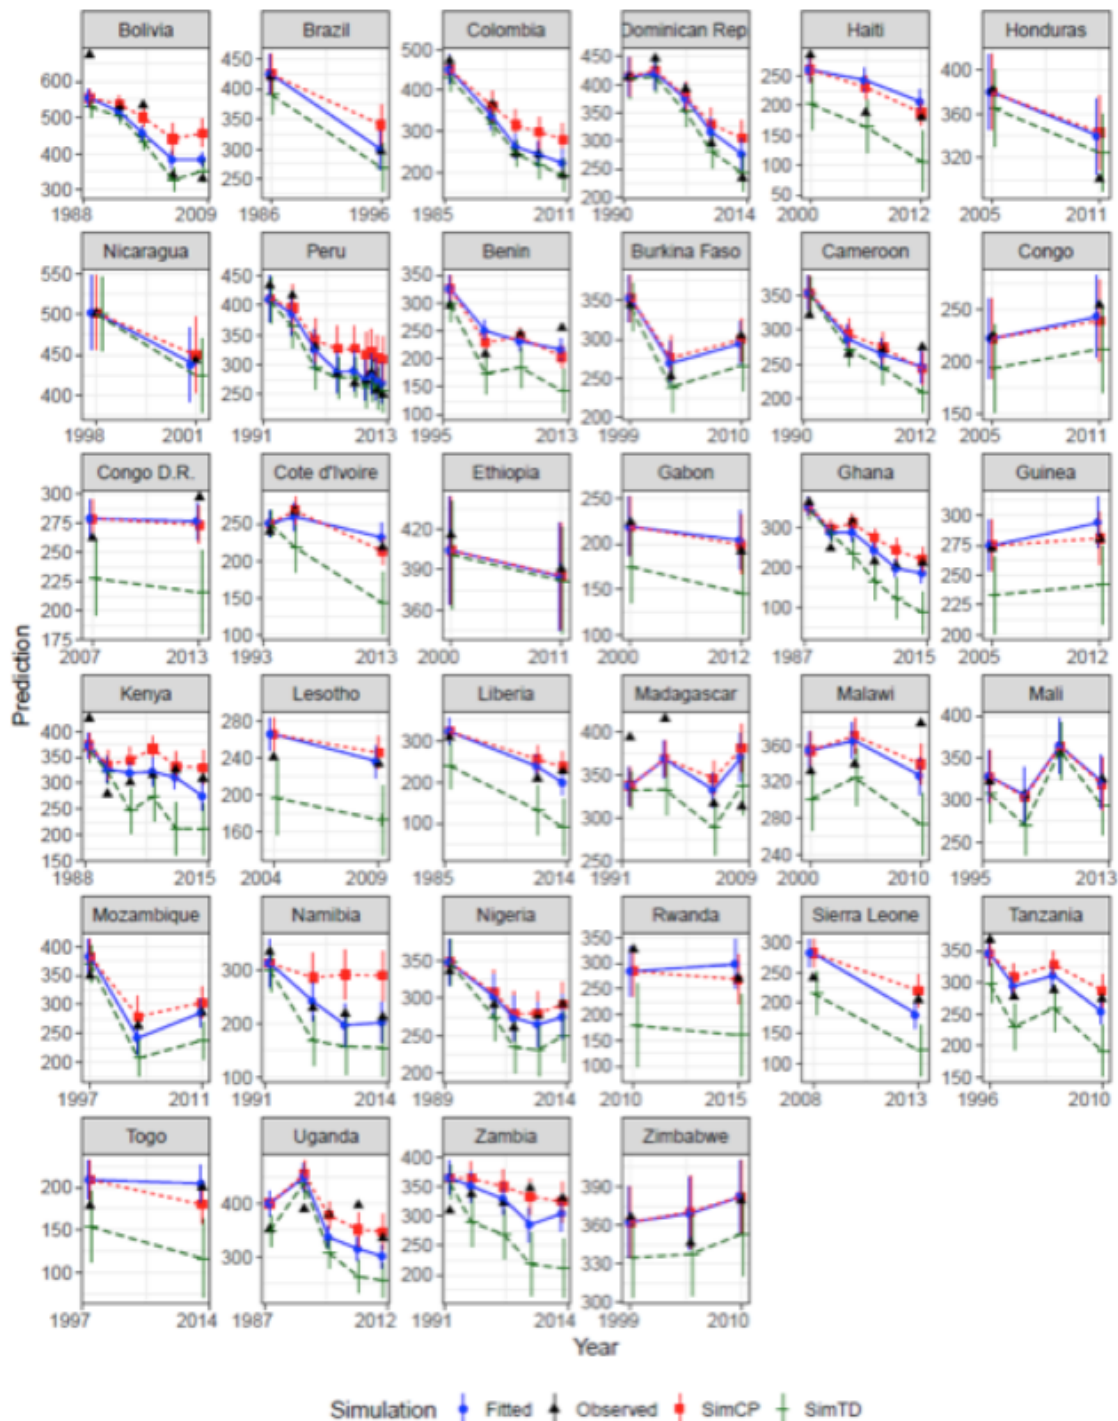 Bolivia Brazil Colombia Dominican Rep Haiti Honduras
600 500 400 300
450 400 350 300 250
500 400 300 200
450 400 350 300 250 200
250 200 150 100 50
400 360 320
1988 2009 1986 1996 1985 2011 1990 2014 2000 2012 2005 2011
Nicaragua Peru Benin Burkina Faso Cameroon Congo
550 500 450 400
450 400 350 300 250
350 300 250 200 150 100
350 300 250 200
350 300 250 200
250 200 150
1998 2001 1991 2013 1995 2013 1999 2010 1990 2012 2005 2011
Congo D.R. Cote d'Ivoire Ethiopia Gabon Ghana Guinea
300 275 250 225 200 175
250 200 150 100
420 390 360
250 200 150 100
300 200 100
300 275 250 225 200
2007 2013 1993 2013 2000 2011 2000 2012 1987 2015 2005 2012
Kenya Lesotho Liberia Madagascar Malawi Mali
400 350 300 250 200 150
280 240 200 160
300 200 100
400 350 300 250
360 300 240
400 350 300 250
1988 2015 2004 2009 1985 2014 1991 2009 2000 2010 1995 2013
Mozambique Namibia Nigeria Rwanda Sierra Leone Tanzania
400 350 300 250 200
300 200 100
350 300 250 200
350 300 250 200 150 100
300 250 200 150 100
350 300 250 200 150
1997 2011 1991 2014 1989 2014 2010 2015 2008 2013 1996 2010
Togo Uganda Zambia Zimbabwe
200 150 100
400 300
400 350 300 250 200
390 360 330 300
1997 2014 1987 2012 1991 2014 1999 2010
Prediction
Year
Simulation Fitted Observed SimCP SimTD